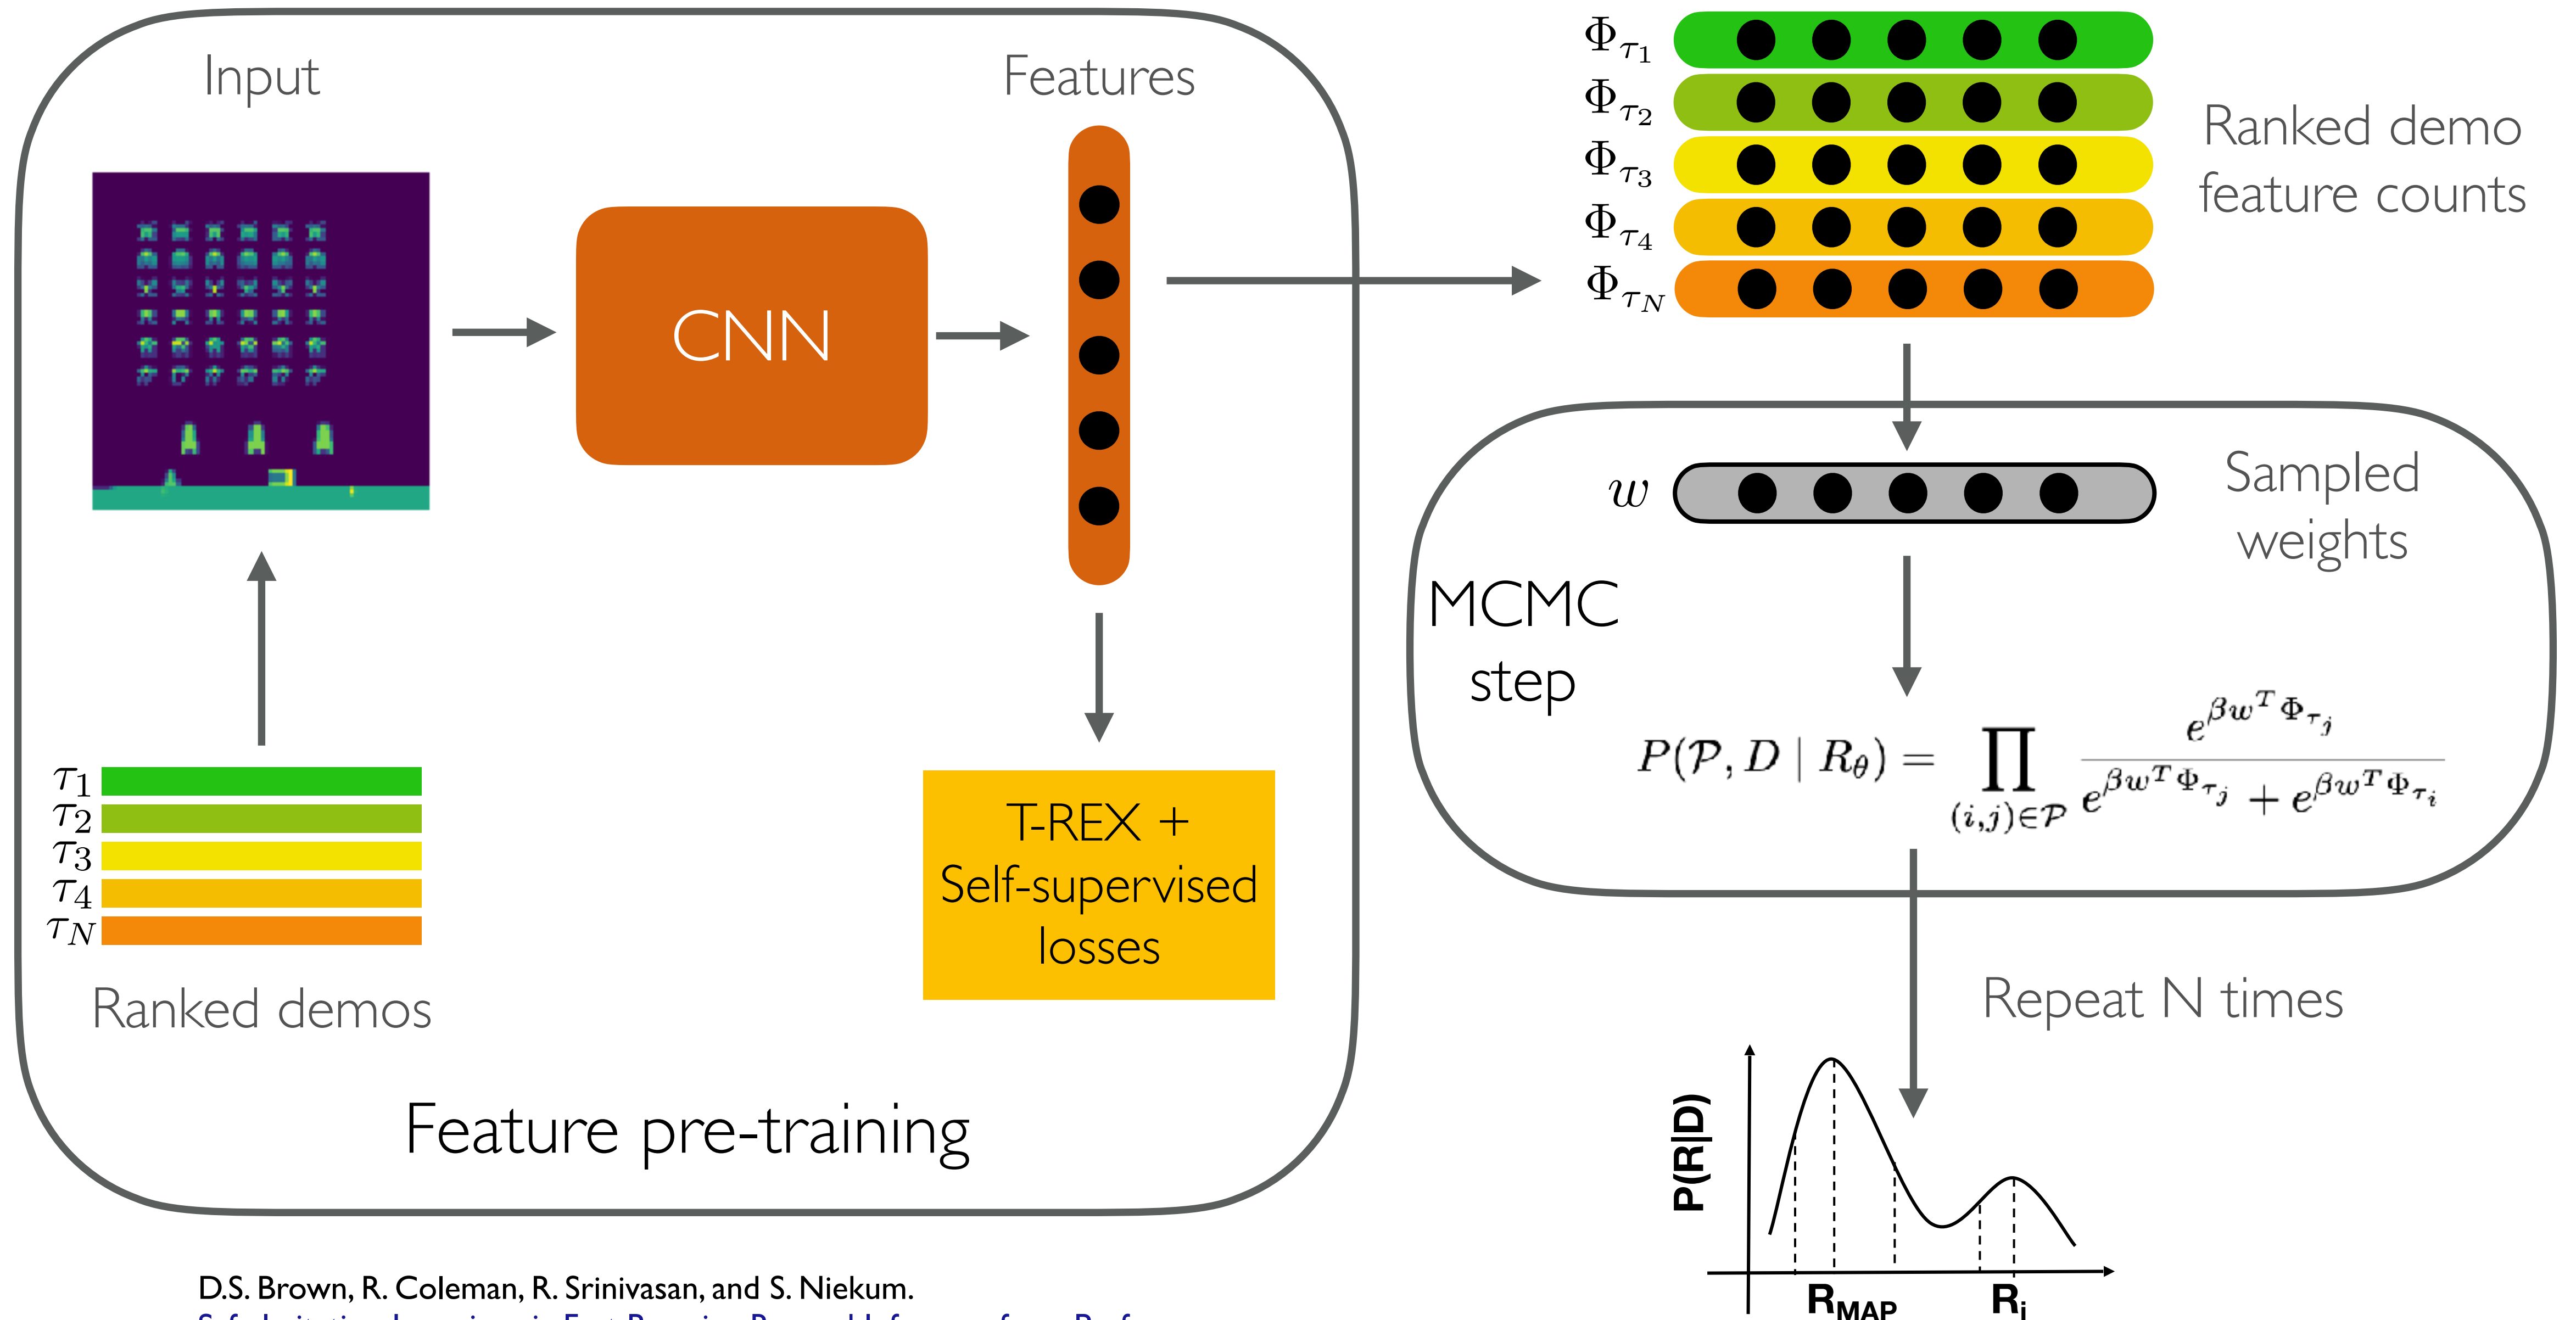 Input
Features
CNN
τ1
τ2
τ3
τ4
τN
Ranked demos
T-REX +
Self-supervised
losses
Feature pre-training
Φτ1
Φτ2
Φτ3
Φτ4
ΦτN
Ranked demo
feature counts
w
Sampled
weights
MCMC
step
P(𝒫, D | Rθ) = ∏(i,j)∈𝒫 e^{βw^T Φτj} / (e^{βw^T Φτj} + e^{βw^T Φτi})
Repeat N times
P(R|D)
RMAP
Ri
D.S. Brown, R. Coleman, R. Srinivasan, and S. Niekum.